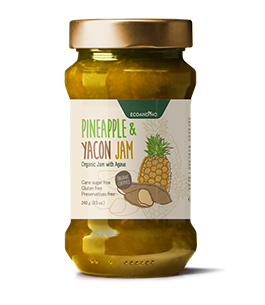 ECOANDINO
PINEAPPLE &
YACON JAM
Organic Jam with Agave
Cane sugar free
Gluten free
Preservatives free
240 g (8.5 oz.)